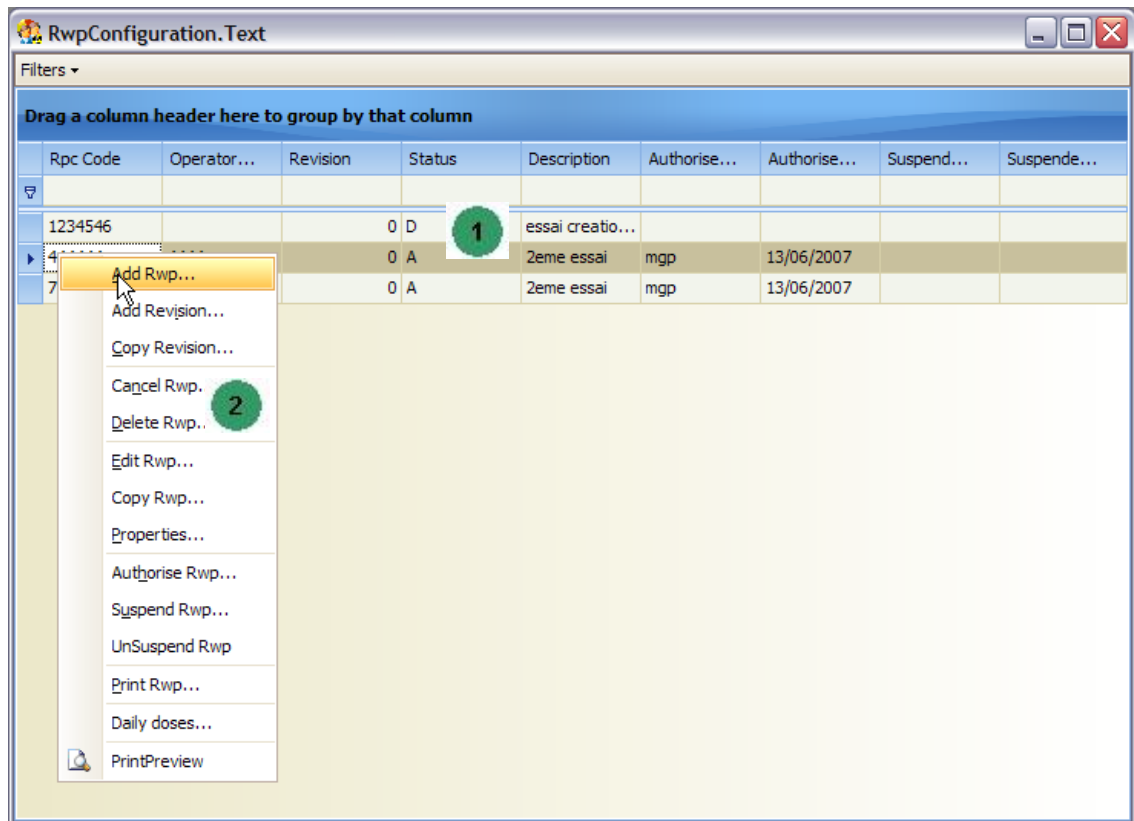 RwpConfiguration.Text
Filters
Drag a column header here to group by that column
Rpc Code Operator... Revision Status Description Authorise... Authorise... Suspend... Suspende...
1234546 0 D 1 essai creatio...
4 0 A 2eme essai mgp 13/06/2007
7 0 A 2eme essai mgp 13/06/2007
Add Rwp...
Add Revision...
Copy Revision...
Cancel Rwp.
2
Delete Rwp..
Edit Rwp...
Copy Rwp...
Properties...
Authorise Rwp...
Suspend Rwp...
UnSuspend Rwp
Print Rwp...
Daily doses...
PrintPreview